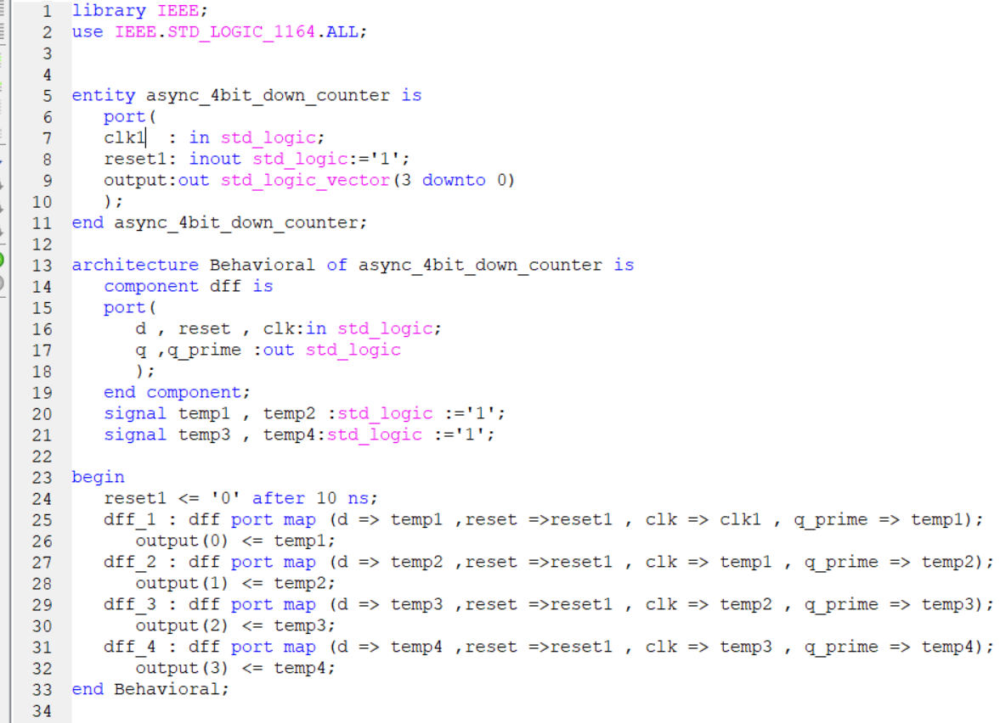 1 library IEEE;
2 use IEEE.STD_LOGIC_1164.ALL;
3
4
5 entity async_4bit_down_counter is
6    port(
7    clk1  : in std_logic;
8    reset1: inout std_logic:='1';
9    output:out std_logic_vector(3 downto 0)
10    );
11 end async_4bit_down_counter;
12
13 architecture Behavioral of async_4bit_down_counter is
14    component dff is
15    port(
16       d , reset , clk:in std_logic;
17       q ,q_prime :out std_logic
18       );
19    end component;
20    signal temp1 , temp2 :std_logic :='1';
21    signal temp3 , temp4:std_logic :='1';
22
23 begin
24    reset1 <= '0' after 10 ns;
25    dff_1 : dff port map (d => temp1 ,reset =>reset1 , clk => clk1 , q_prime => temp1);
26       output(0) <= temp1;
27    dff_2 : dff port map (d => temp2 ,reset =>reset1 , clk => temp1 , q_prime => temp2);
28       output(1) <= temp2;
29    dff_3 : dff port map (d => temp3 ,reset =>reset1 , clk => temp2 , q_prime => temp3);
30       output(2) <= temp3;
31    dff_4 : dff port map (d => temp4 ,reset =>reset1 , clk => temp3 , q_prime => temp4);
32       output(3) <= temp4;
33 end Behavioral;
34